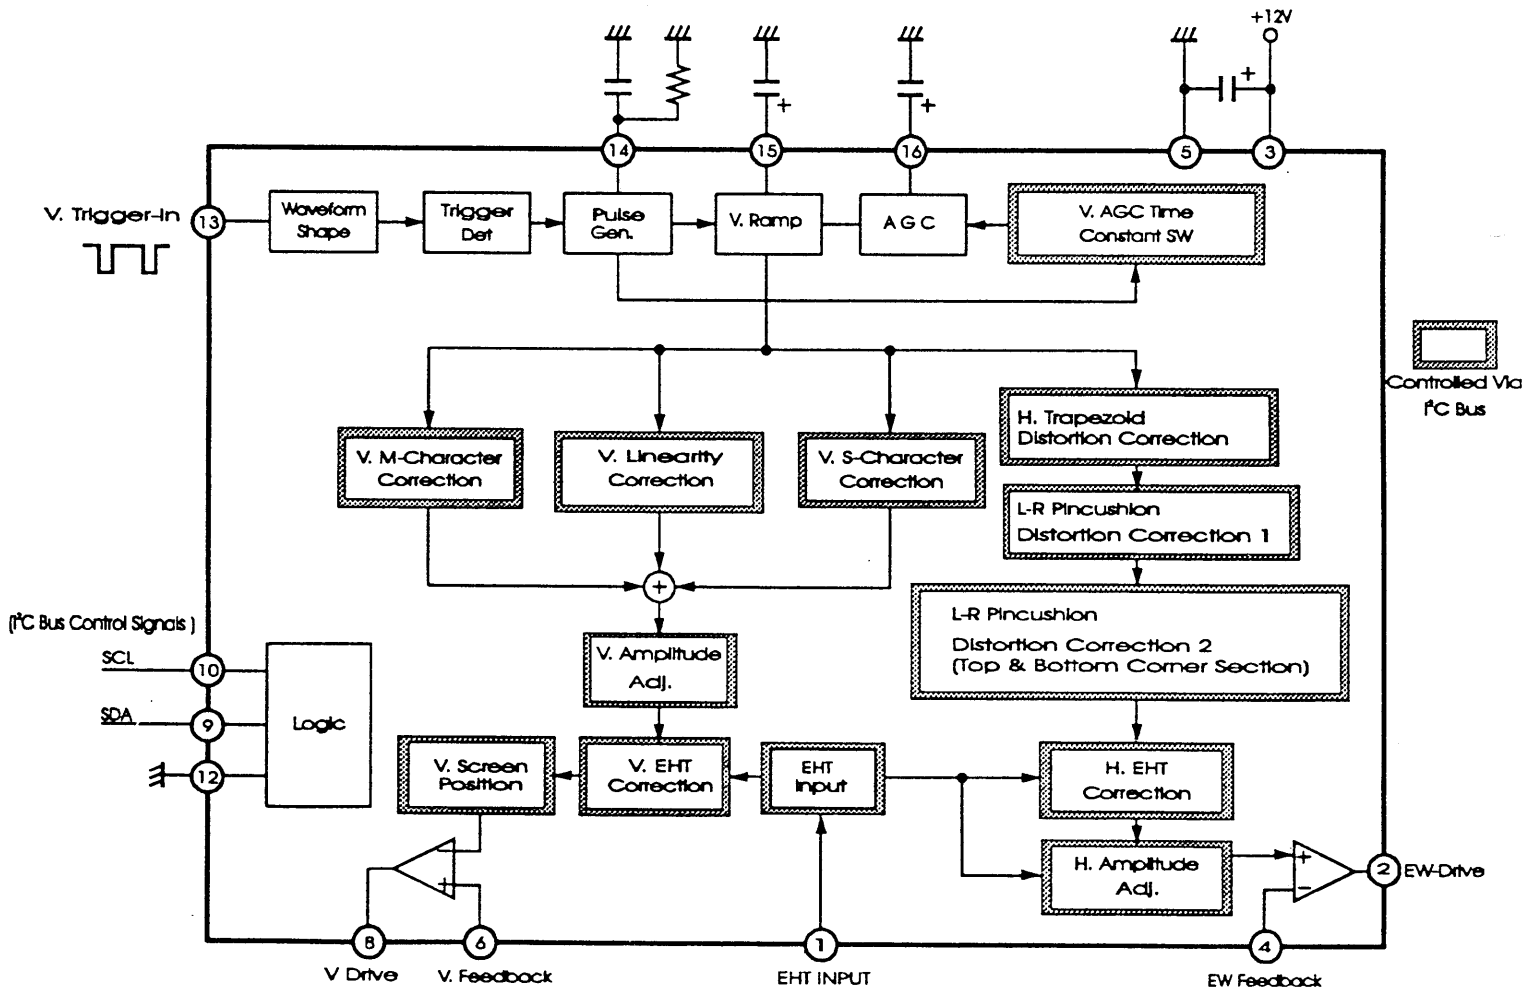 +12V
+
+
+
14
15
16
5
3
V. Trigger-In
13
Waveform
Shape
Trigger
Det
Pulse
Gen.
V. Ramp
A G C
V. AGC Time
Constant SW
Controlled Via
I²C Bus
V. M-Character
Correction
V. Linearity
Correction
V. S-Character
Correction
H. Trapezoid
Distortion Correction
L-R Pincushion
Distortion Correction 1
+
L-R Pincushion
Distortion Correction 2
(Top & Bottom Corner Section)
(I²C Bus Control Signals)
SCL
10
SDA
9
12
Logic
V. Amplitude
Adj.
V. Screen
Position
V. EHT
Correction
EHT
Input
H. EHT
Correction
H. Amplitude
Adj.
−
+
+
−
2
EW-Drive
8
6
1
4
V Drive
V. Feedback
EHT INPUT
EW Feedback